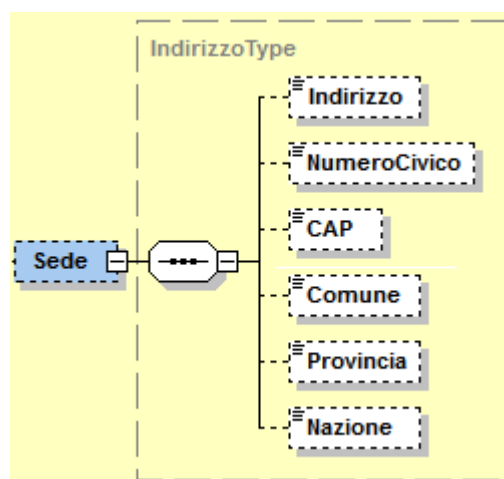 IndirizzoType
Indirizzo
NumeroCivico
CAP
Sede
Comune
Provincia
Nazione